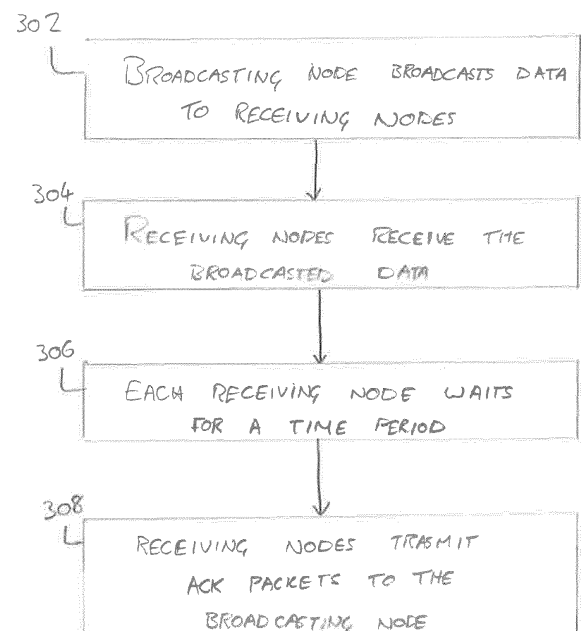 302
BROADCASTING NODE BROADCASTS DATA
TO RECEIVING NODES
304
RECEIVING NODES RECEIVE THE
BROADCASTED DATA
306
EACH RECEIVING NODE WAITS
FOR A TIME PERIOD
308
RECEIVING NODES TRASMIT
ACK PACKETS TO THE
BROADCASTING NODE